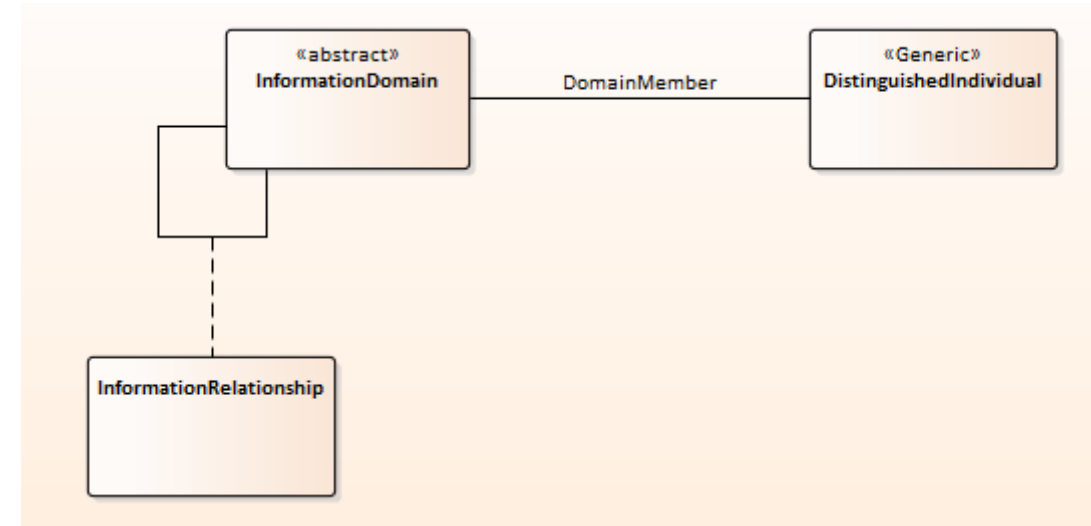 «abstract»
InformationDomain
DomainMember
«Generic»
DistinguishedIndividual
InformationRelationship